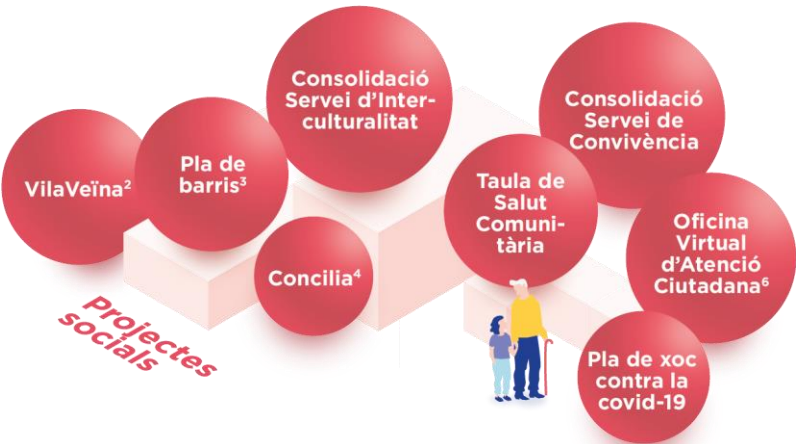 Consolidació
Servei d'Inter-
culturalitat
Consolidació
Servei de
Convivència
VilaVeïna²
Pla de
barris³
Taula de
Salut
Comuni-
tària
Oficina
Virtual
d'Atenció
Ciutadana⁶
Concilia⁴
Projectes
socials
Pla de xoc
contra la
covid-19